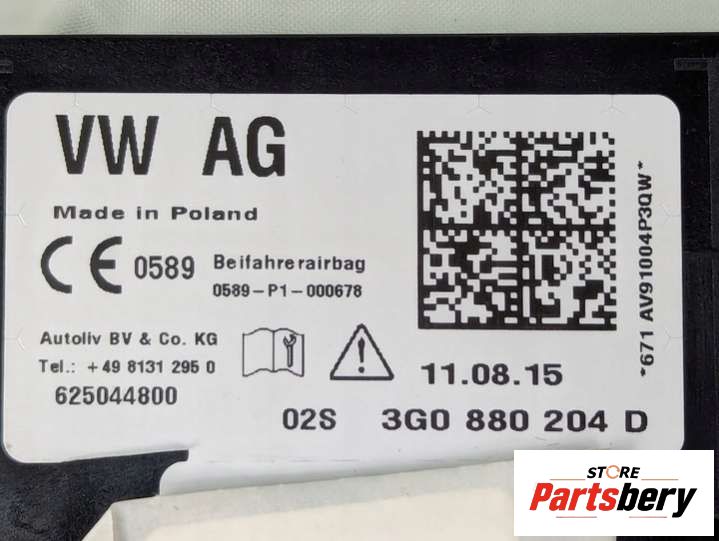 VW AG
Made in Poland
CE 0589 Beifahrerairbag
0589-P1-000678
Autoliv BV & Co. KG
Tel.: +49 8131 295 0
625044800
11.08.15
02S 3G0 880 204 D
*671 AV91004P3QW*
STORE
Partsbery